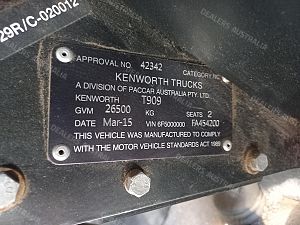 29R/C-020012
APPROVAL NO. 42342
CATEGORY NC
KENWORTH TRUCKS
A DIVISION OF PACCAR AUSTRALIA PTY. LTD.
KENWORTH T909
GVM 26500 KG SEATS 2
DATE Mar-15 VIN 6F5000000 FA454200
THIS VEHICLE WAS MANUFACTURED TO COMPLY
WITH THE MOTOR VEHICLE STANDARDS ACT 1989